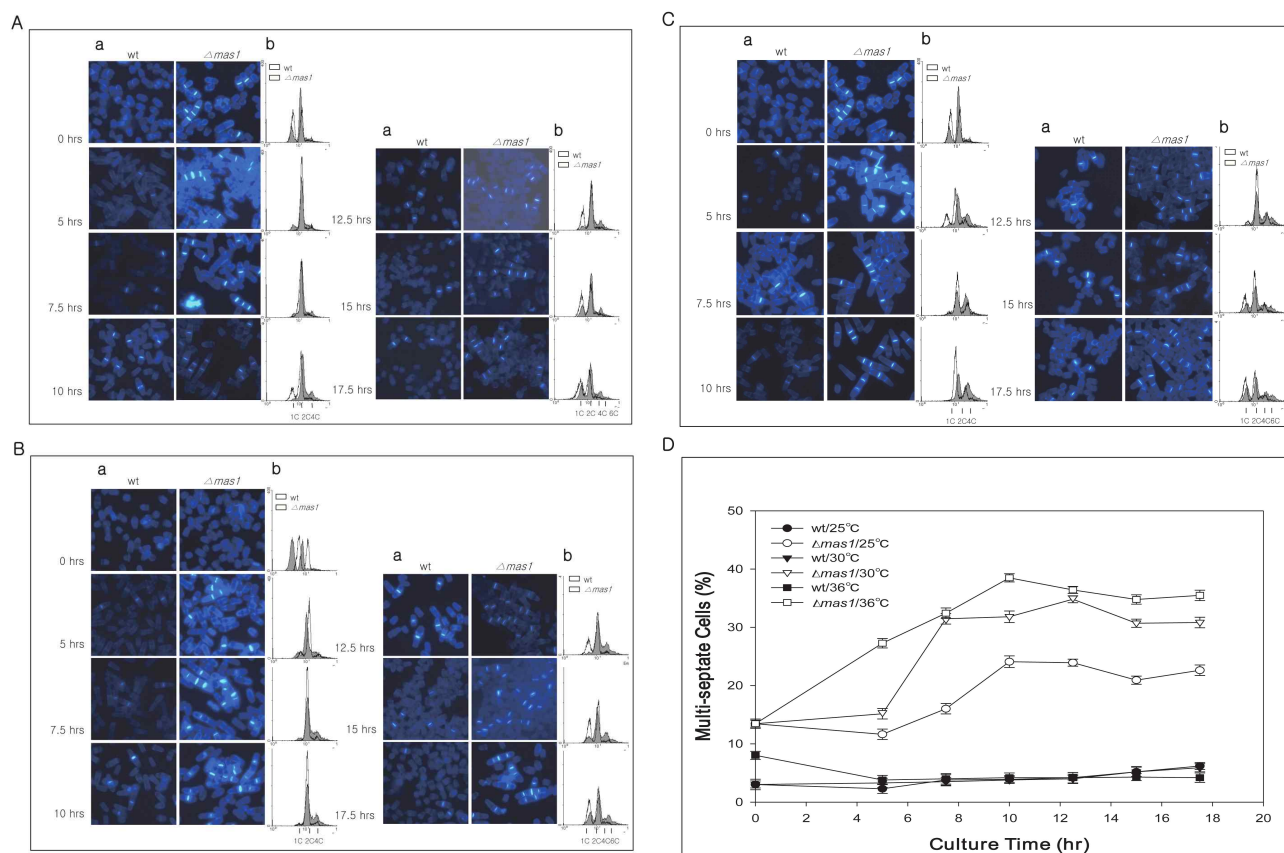 A
a
b
wt
△mas1
wt
△mas1
0 hrs
5 hrs
7.5 hrs
10 hrs
1C 2C4C
a
b
wt
△mas1
wt
△mas1
12.5 hrs
15 hrs
17.5 hrs
1C 2C 4C 6C
B
a
b
wt
△mas1
wt
△mas1
0 hrs
5 hrs
7.5 hrs
10 hrs
1C 2C4C
a
b
wt
△mas1
wt
△mas1
12.5 hrs
15 hrs
17.5 hrs
1C 2C4C6C
C
a
b
wt
△mas1
wt
△mas1
0 hrs
5 hrs
7.5 hrs
10 hrs
1C 2C4C
a
b
wt
△mas1
wt
△mas1
12.5 hrs
15 hrs
17.5 hrs
1C 2C4C6C
D
Multi-septate Cells (%)
50
40
30
20
10
0
wt/25°C
Δmas1/25°C
wt/30°C
Δmas1/30°C
wt/36°C
Δmas1/36°C
0 2 4 6 8 10 12 14 16 18 20
Culture Time (hr)